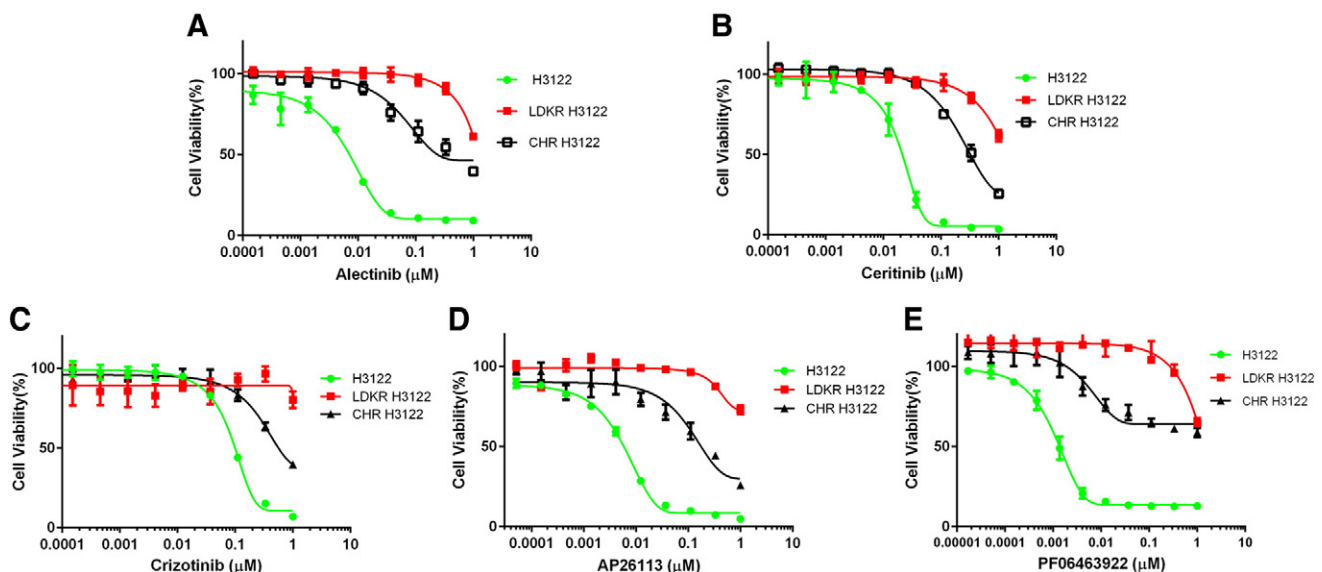 A
Cell Viability(%)
100
50
0
0.0001 0.001 0.01 0.1 1 10
Alectinib (μM)
H3122
LDKR H3122
CHR H3122
B
Cell Viability(%)
100
50
0
0.0001 0.001 0.01 0.1 1 10
Ceritinib (μM)
H3122
LDKR H3122
CHR H3122
C
Cell Viability(%)
100
50
0
0.0001 0.001 0.01 0.1 1 10
Crizotinib (μM)
H3122
LDKR H3122
CHR H3122
D
Cell Viability(%)
100
50
0
0.0001 0.001 0.01 0.1 1 10
AP26113 (μM)
H3122
LDKR H3122
CHR H3122
E
Cell Viability(%)
100
50
0
0.00001 0.0001 0.001 0.01 0.1 1 10
PF06463922 (μM)
H3122
LDKR H3122
CHR H3122